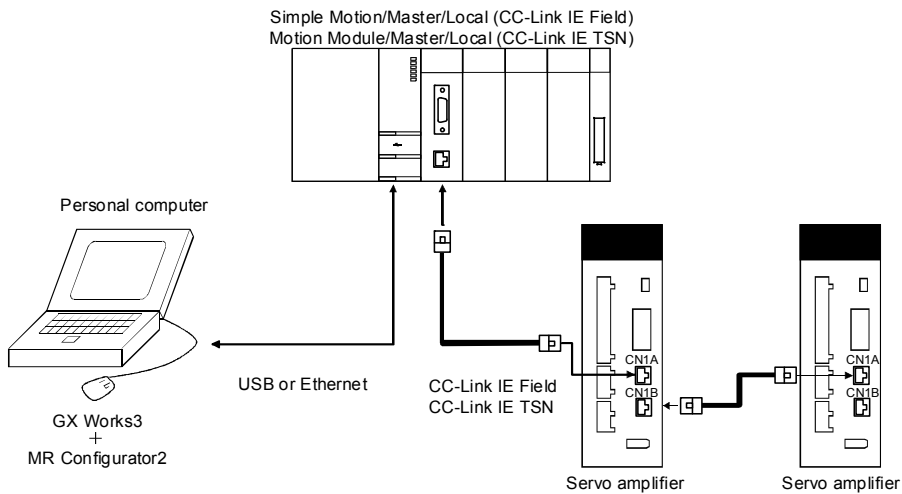 Simple Motion/Master/Local (CC-Link IE Field)
Motion Module/Master/Local (CC-Link IE TSN)
Personal computer
USB or Ethernet
GX Works3
+
MR Configurator2
CC-Link IE Field
CC-Link IE TSN
CN1A
CN1B
Servo amplifier
CN1A
CN1B
Servo amplifier